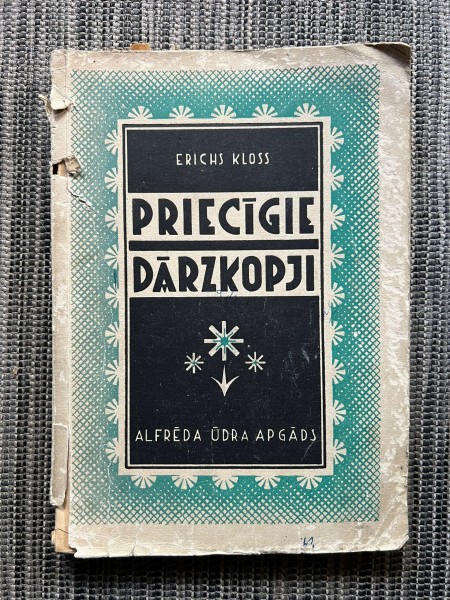 ERICHS KLOSS
PRIECĪGIE
DĀRZKOPJI
ALFRĒDA ŪDRA APGĀDS